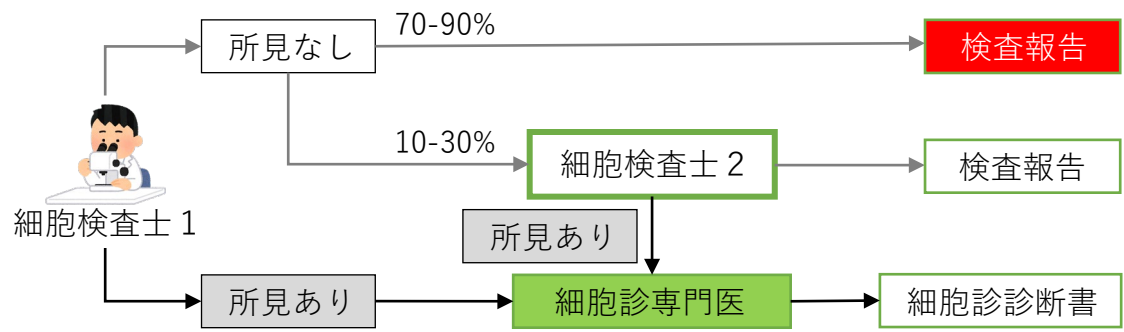 所見なし
70-90%
検査報告
10-30%
細胞検査士２
検査報告
細胞検査士１
所見あり
所見あり
細胞診専門医
細胞診診断書